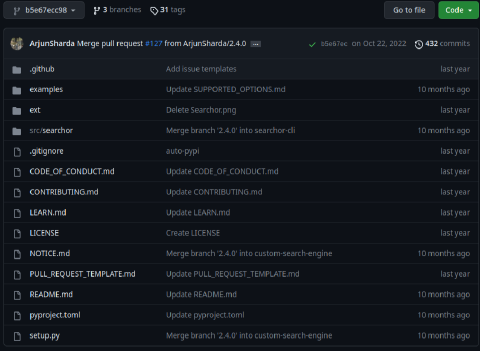 b5e67ecc98 3 branches 31 tags Go to file Code
ArjunSharda Merge pull request #127 from ArjunSharda/2.4.0 ... b5e67ec on Oct 22, 2022 432 commits
.github Add issue templates last year
examples Update SUPPORTED_OPTIONS.md 10 months ago
ext Delete Searchor.png last year
src/searchor Merge branch '2.4.0' into searchor-cli 10 months ago
.gitignore auto-pypi last year
CODE_OF_CONDUCT.md Update CODE_OF_CONDUCT.md last year
CONTRIBUTING.md Update CONTRIBUTING.md last year
LEARN.md Update LEARN.md last year
LICENSE Create LICENSE last year
NOTICE.md Merge branch '2.4.0' into custom-search-engine 10 months ago
PULL_REQUEST_TEMPLATE.md Update PULL_REQUEST_TEMPLATE.md last year
README.md Update README.md 10 months ago
pyproject.toml Update pyproject.toml 10 months ago
setup.py Merge branch '2.4.0' into custom-search-engine 10 months ago